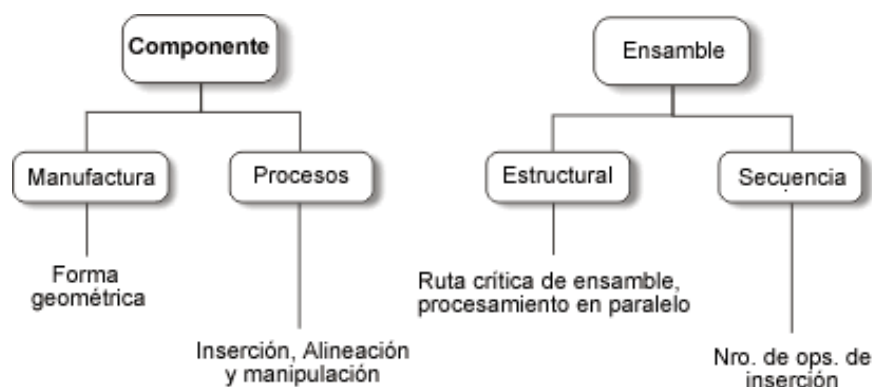 Componente
Ensamble
Manufactura
Procesos
Estructural
Secuencia
Forma
geométrica
Ruta crítica de ensamble,
procesamiento en paralelo
Inserción, Alineación
y manipulación
Nro. de ops. de
inserción